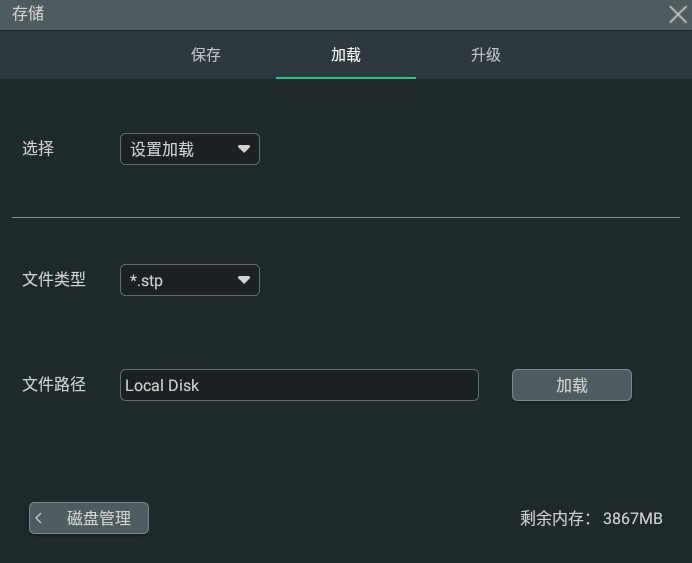 存储
保存 加载 升级
选择 设置加载
文件类型 *.stp
文件路径 Local Disk 加载
磁盘管理 剩余内存： 3867MB